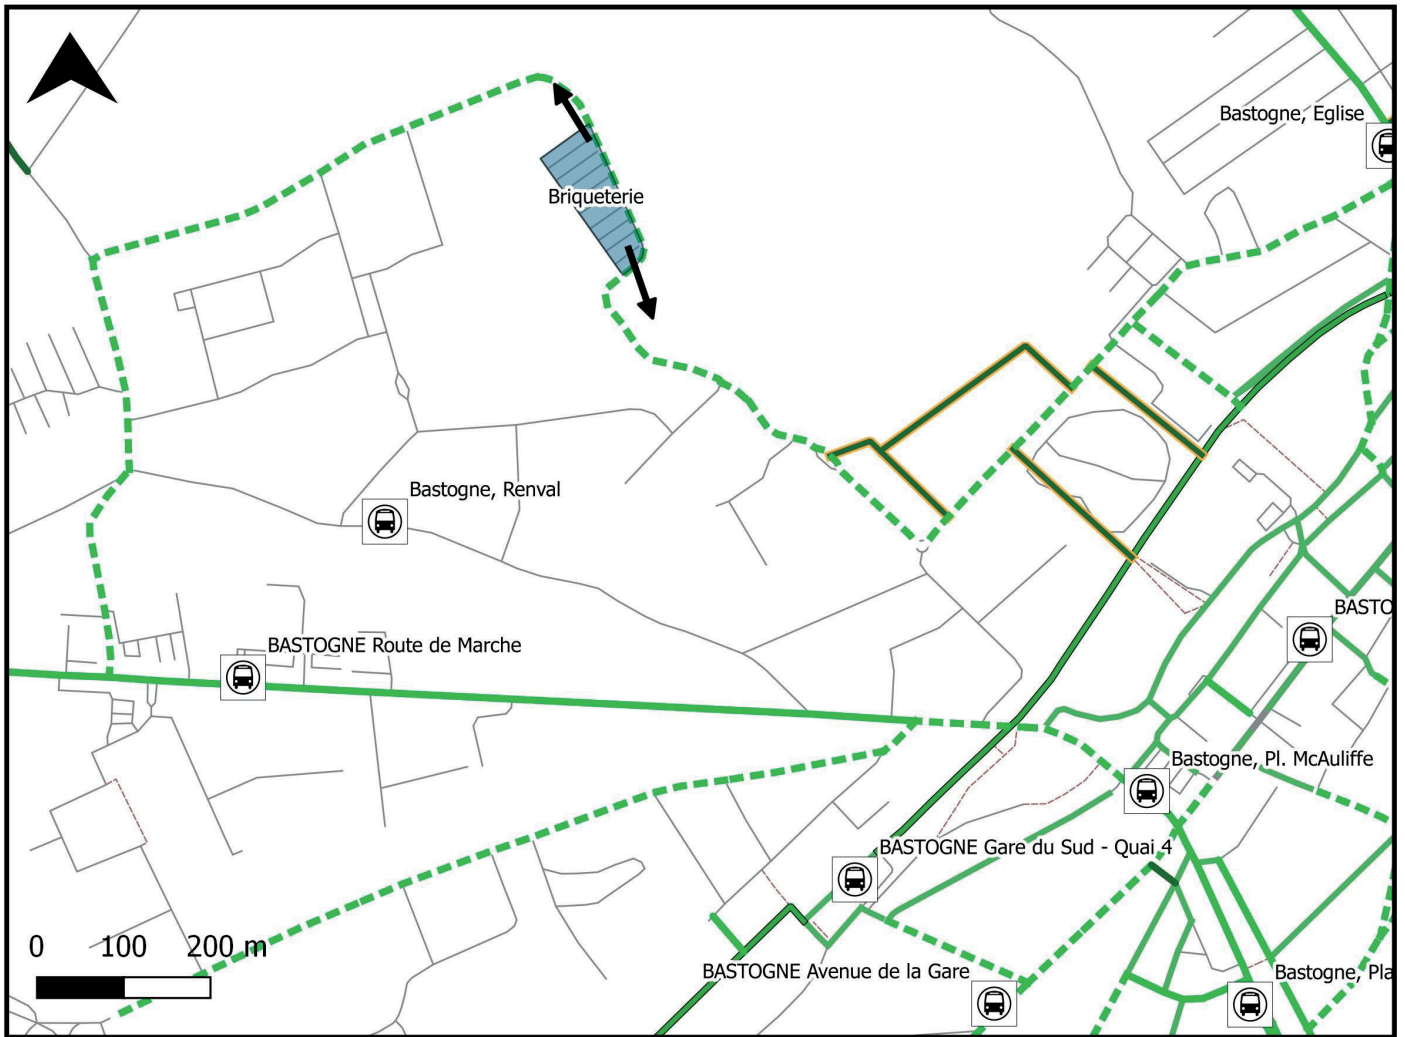 Bastogne, Eglise
Briqueterie
Bastogne, Renval
BASTO
BASTOGNE Route de Marche
Bastogne, Pl. McAuliffe
BASTOGNE Gare du Sud - Quai 4
0 100 200 m
BASTOGNE Avenue de la Gare
Bastogne, Pla